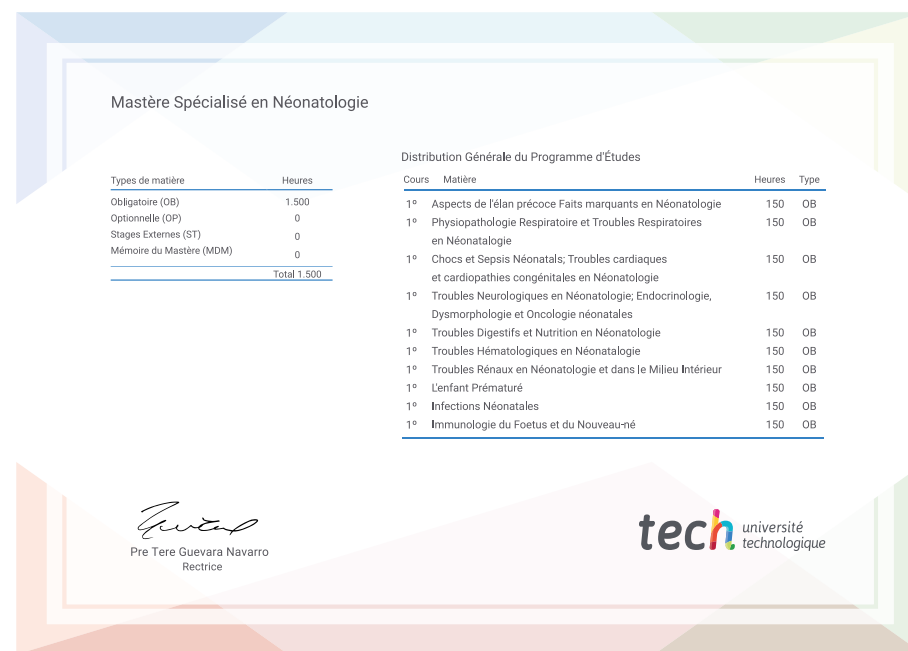 Mastère Spécialisé en Néonatologie
Types de matière Heures
Obligatoire (OB) 1.500
Optionnelle (OP) 0
Stages Externes (ST) 0
Mémoire du Mastère (MDM) 0
Total 1.500
Distribution Générale du Programme d'Études
Cours Matière Heures Type
1º Aspects de l'élan précoce Faits marquants en Néonatologie 150 OB
1º Physiopathologie Respiratoire et Troubles Respiratoires 150 OB
en Néonatalogie
1º Chocs et Sepsis Néonatals; Troubles cardiaques 150 OB
et cardiopathies congénitales en Néonatologie
1º Troubles Neurologiques en Néonatologie; Endocrinologie, 150 OB
Dysmorphologie et Oncologie néonatales
1º Troubles Digestifs et Nutrition en Néonatologie 150 OB
1º Troubles Hématologiques en Néonatalogie 150 OB
1º Troubles Rénaux en Néonatologie et dans le Milieu Intérieur 150 OB
1º L'enfant Prématuré 150 OB
1º Infections Néonatales 150 OB
1º Immunologie du Foetus et du Nouveau-né 150 OB
Pre Tere Guevara Navarro
Rectrice
tech université
technologique